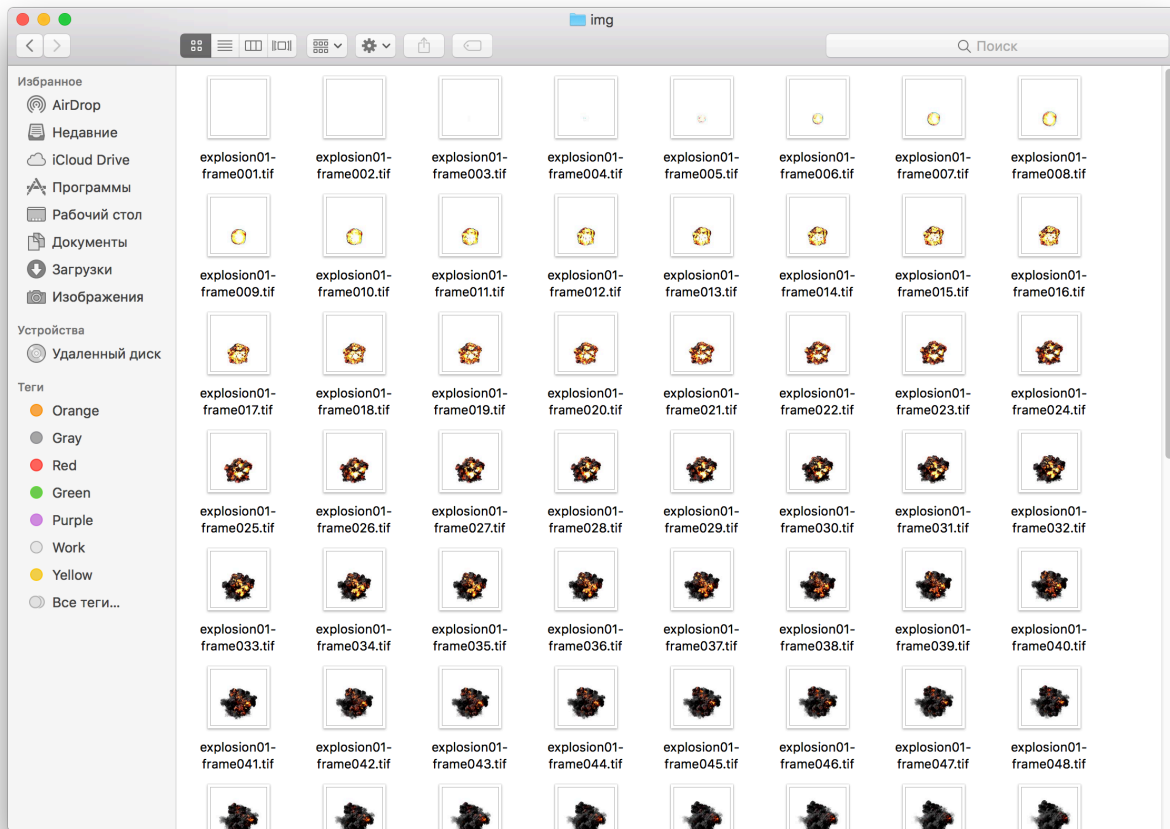 img
Поиск
Избранное
AirDrop
Недавние
iCloud Drive
Программы
Рабочий стол
Документы
Загрузки
Изображения
Устройства
Удаленный диск
Теги
Orange
Gray
Red
Green
Purple
Work
Yellow
Все теги...
explosion01- explosion01- explosion01- explosion01- explosion01- explosion01- explosion01- explosion01-
frame001.tif frame002.tif frame003.tif frame004.tif frame005.tif frame006.tif frame007.tif frame008.tif
explosion01- explosion01- explosion01- explosion01- explosion01- explosion01- explosion01- explosion01-
frame009.tif frame010.tif frame011.tif frame012.tif frame013.tif frame014.tif frame015.tif frame016.tif
explosion01- explosion01- explosion01- explosion01- explosion01- explosion01- explosion01- explosion01-
frame017.tif frame018.tif frame019.tif frame020.tif frame021.tif frame022.tif frame023.tif frame024.tif
explosion01- explosion01- explosion01- explosion01- explosion01- explosion01- explosion01- explosion01-
frame025.tif frame026.tif frame027.tif frame028.tif frame029.tif frame030.tif frame031.tif frame032.tif
explosion01- explosion01- explosion01- explosion01- explosion01- explosion01- explosion01- explosion01-
frame033.tif frame034.tif frame035.tif frame036.tif frame037.tif frame038.tif frame039.tif frame040.tif
explosion01- explosion01- explosion01- explosion01- explosion01- explosion01- explosion01- explosion01-
frame041.tif frame042.tif frame043.tif frame044.tif frame045.tif frame046.tif frame047.tif frame048.tif